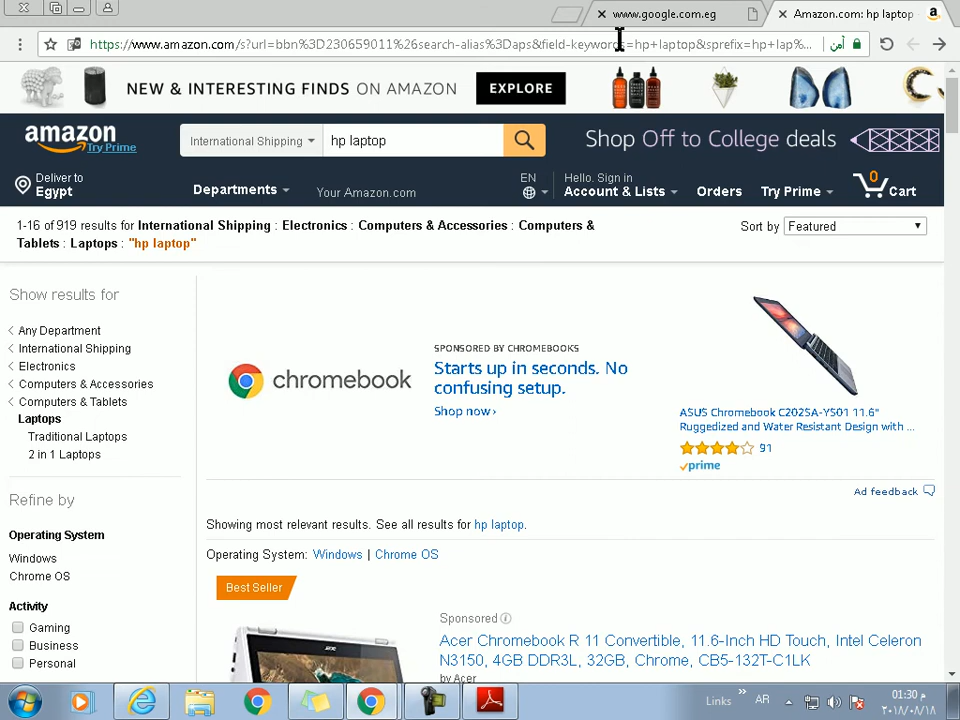 www.google.com.eg
Amazon.com: hp laptop
https://www.amazon.com/s?url=bbn%3D230659011%26search-alias%3Daps&field-keywords=hp+laptop&sprefix=hp+lap%... آمن
NEW & INTERESTING FINDS ON AMAZON EXPLORE
amazon
Try Prime
International Shipping hp laptop
Shop Off to College deals
Deliver to
Egypt
Departments Your Amazon.com
EN
Hello. Sign in
Account & Lists Orders Try Prime 0 Cart
1-16 of 919 results for International Shipping : Electronics : Computers & Accessories : Computers &
Tablets : Laptops : "hp laptop"
Sort by Featured
Show results for
Any Department
International Shipping
Electronics
Computers & Accessories
Computers & Tablets
Laptops
Traditional Laptops
2 in 1 Laptops
Refine by
Operating System
Windows
Chrome OS
Activity
Gaming
Business
Personal
chromebook
SPONSORED BY CHROMEBOOKS
Starts up in seconds. No
confusing setup.
Shop now›
ASUS Chromebook C202SA-YS01 11.6"
Ruggedized and Water Resistant Design with ...
91
prime
Ad feedback
Showing most relevant results. See all results for hp laptop.
Operating System: Windows | Chrome OS
Best Seller
acer
Sponsored
Acer Chromebook R 11 Convertible, 11.6-Inch HD Touch, Intel Celeron
N3150, 4GB DDR3L, 32GB, Chrome, CB5-132T-C1LK
by Acer
Links AR
01:30 م
٢٠١٨/٠٨/١٨